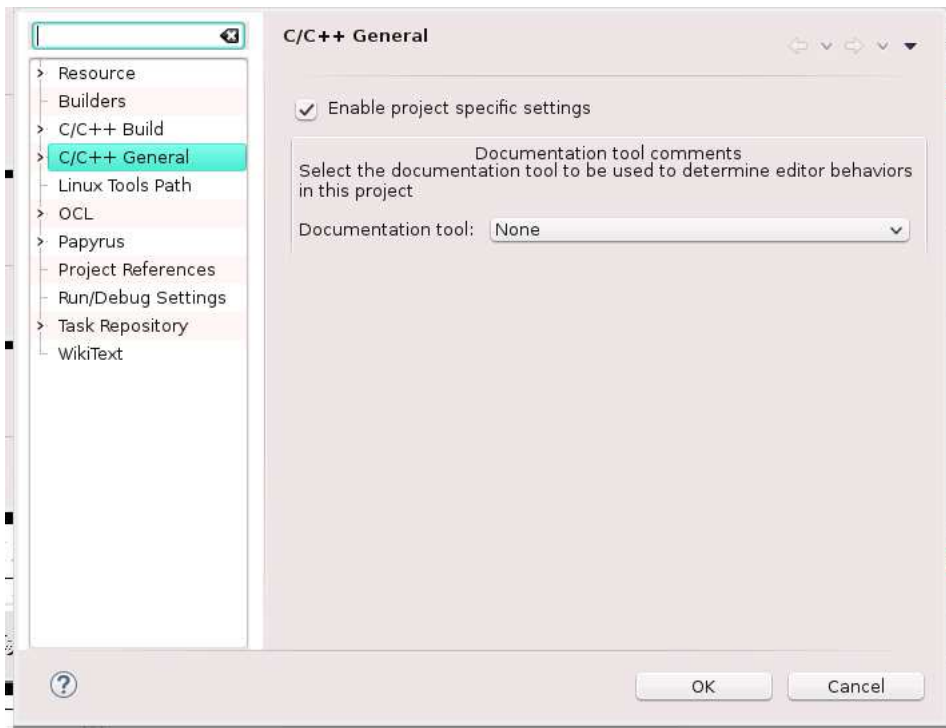 C/C++ General
Resource
Builders
C/C++ Build
C/C++ General
Linux Tools Path
OCL
Papyrus
Project References
Run/Debug Settings
Task Repository
WikiText
Enable project specific settings
Documentation tool comments
Select the documentation tool to be used to determine editor behaviors
in this project
Documentation tool: None
OK
Cancel